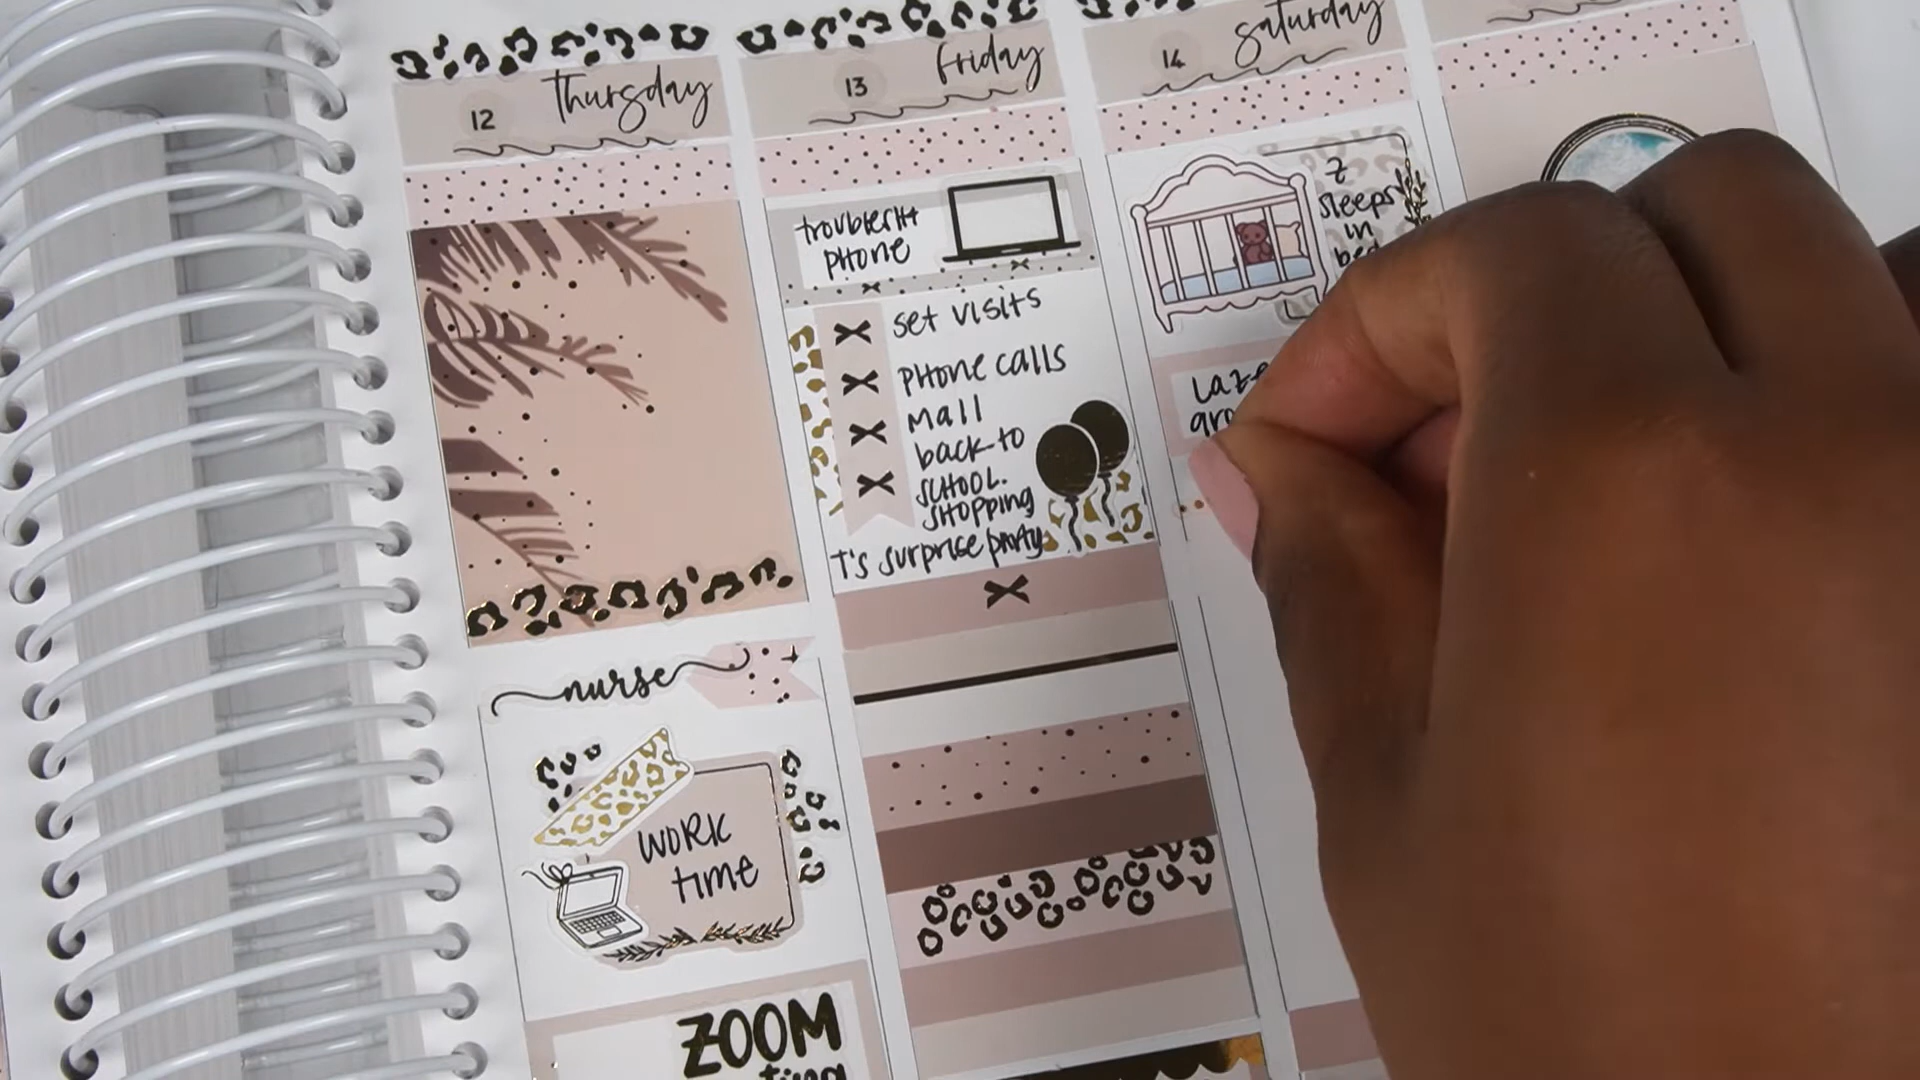 12
thursday
13
friday
14
saturday
phone
set visits
phone calls
mall
back-to
school.
shopping
T's surprise party
Z
sleeps
in
nurse
work
time
ZOOM